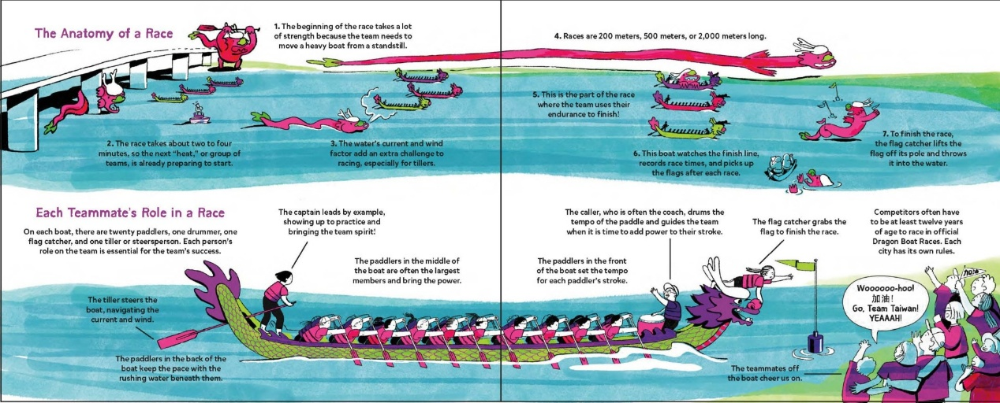 The Anatomy of a Race
1. The beginning of the race takes a lot
of strength because the team needs to
move a heavy boat from a standstill.
2. The race takes about two to four
minutes, so the next “heat,” or group of
teams, is already preparing to start.
3. The water’s current and wind
factor add an extra challenge to
racing, especially for tillers.
4. Races are 200 meters, 500 meters, or 2,000 meters long.
5. This is the part of the race
where the team uses their
endurance to finish!
6. This boat watches the finish line,
records race times, and picks up
the flags after each race.
7. To finish the race,
the flag catcher lifts the
flag off its pole and throws
it into the water.
Each Teammate’s Role in a Race
On each boat, there are twenty paddlers, one drummer, one
flag catcher, and one tiller or steersperson. Each person’s
role on the team is essential for the team’s success.
The captain leads by example,
showing up to practice and
bringing the team spirit!
The paddlers in the middle of
the boat are often the largest
members and bring the power.
The tiller steers the
boat, navigating the
current and wind.
The paddlers in the back of the
boat keep the pace with the
rushing water beneath them.
The caller, who is often the coach, drums the
tempo of the paddle and guides the team
when it is time to add power to their stroke.
The paddlers in the front
of the boat set the tempo
for each paddler’s stroke.
The flag catcher grabs the
flag to finish the race.
Competitors often have
to be at least twelve years
of age to race in official
Dragon Boat Races. Each
city has its own rules.
加油
Woooooo-hoo!
加油!
Go, Team Taiwan!
YEAAAH!
The teammates off
the boat cheer us on.